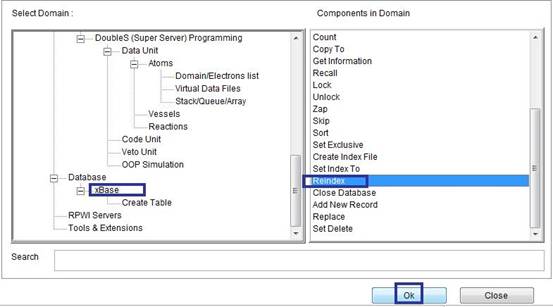 Select Domain :
Components in Domain
DoubleS (Super Server) Programming
Data Unit
Atoms
Domain/Electrons list
Virtual Data Files
Stack/Queue/Array
Vessels
Reactions
Code Unit
Veto Unit
OOP Simulation
Database
xBase
Create Table
RPWI Servers
Tools & Extensions
Count
Copy To
Get Information
Recall
Lock
Unlock
Zap
Skip
Sort
Set Exclusive
Create Index File
Set Index To
Reindex
Close Database
Add New Record
Replace
Set Delete
Search
Ok
Close